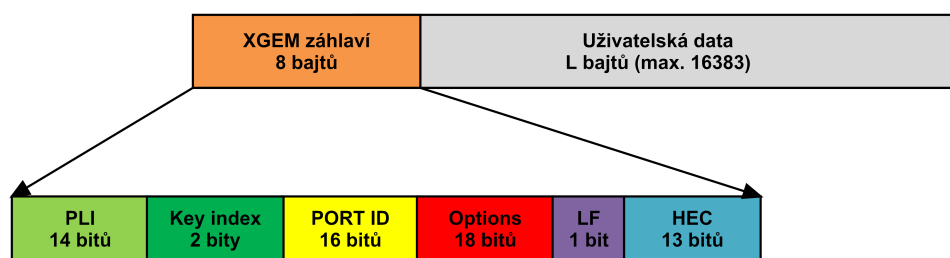 XGEM záhlaví
8 bajtů
Uživatelská data
L bajtů (max. 16383)
PLI
14 bitů
Key index
2 bity
PORT ID
16 bitů
Options
18 bitů
LF
1 bit
HEC
13 bitů